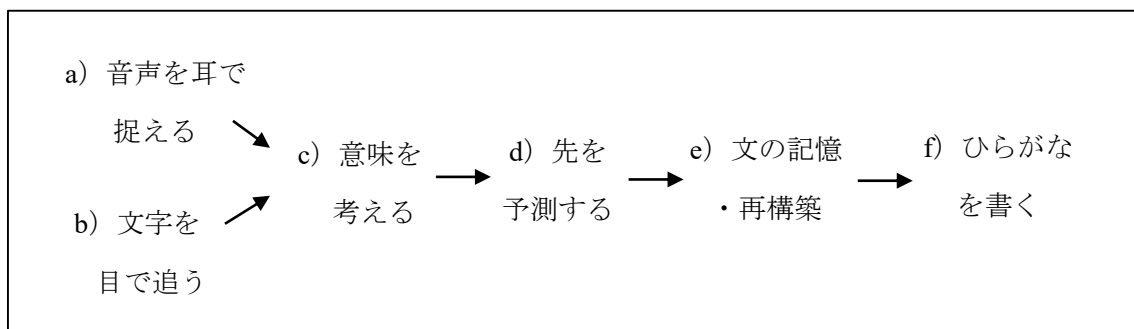 a）音声を耳で
捉える
b）文字を
目で追う
c）意味を
考える
d）先を
予測する
e）文の記憶
・再構築
f）ひらがな
を書く